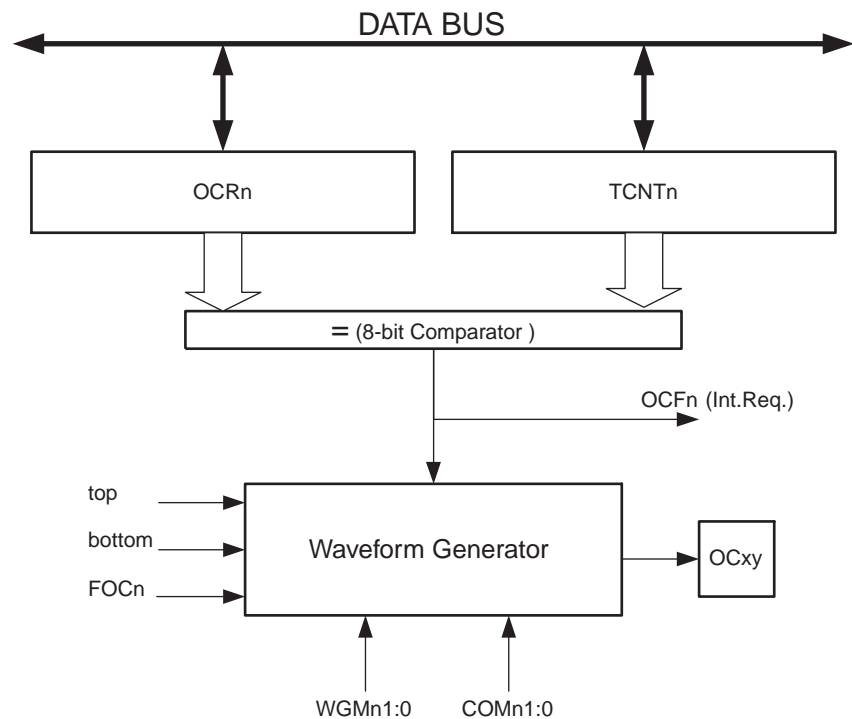 DATA BUS
OCRn
TCNTn
= (8-bit Comparator )
OCFn (Int.Req.)
top
bottom
FOCn
Waveform Generator
OCxy
WGMn1:0
COMn1:0